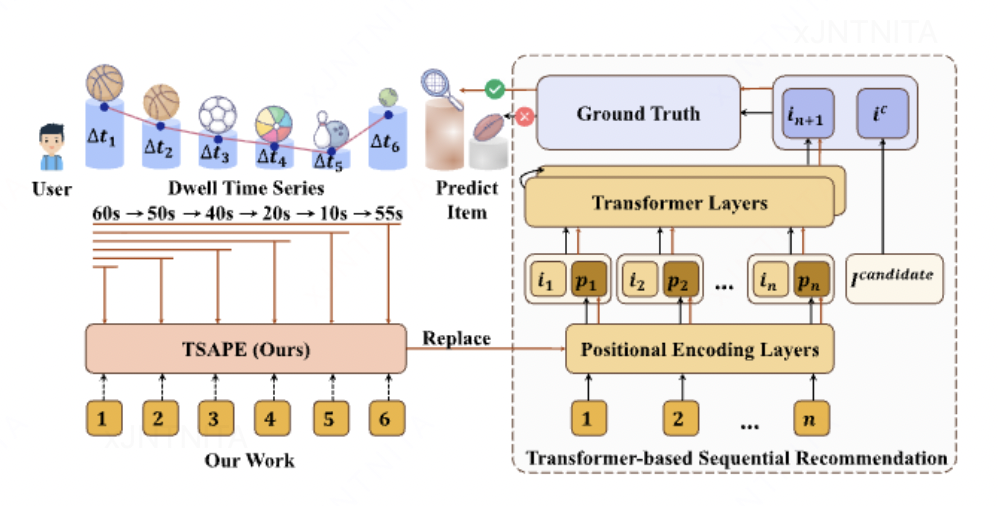 xJNTNITA
Δt₁
Δt₂
Δt₃
Δt₄
Δt₅
Δt₆
User
Dwell Time Series
Predict
Item
60s → 50s → 40s → 20s → 10s → 55s
TSAPE (Ours)
Replace
1 2 3 4 5 6
Our Work
Ground Truth
iₙ₊₁ iᶜ
Transformer Layers
i₁ p₁ i₂ p₂ ... iₙ pₙ
Iᶜᵃⁿᵈⁱᵈᵃᵗᵉ
Positional Encoding Layers
1 2 ... n
Transformer-based Sequential Recommendation
xJNTNITA